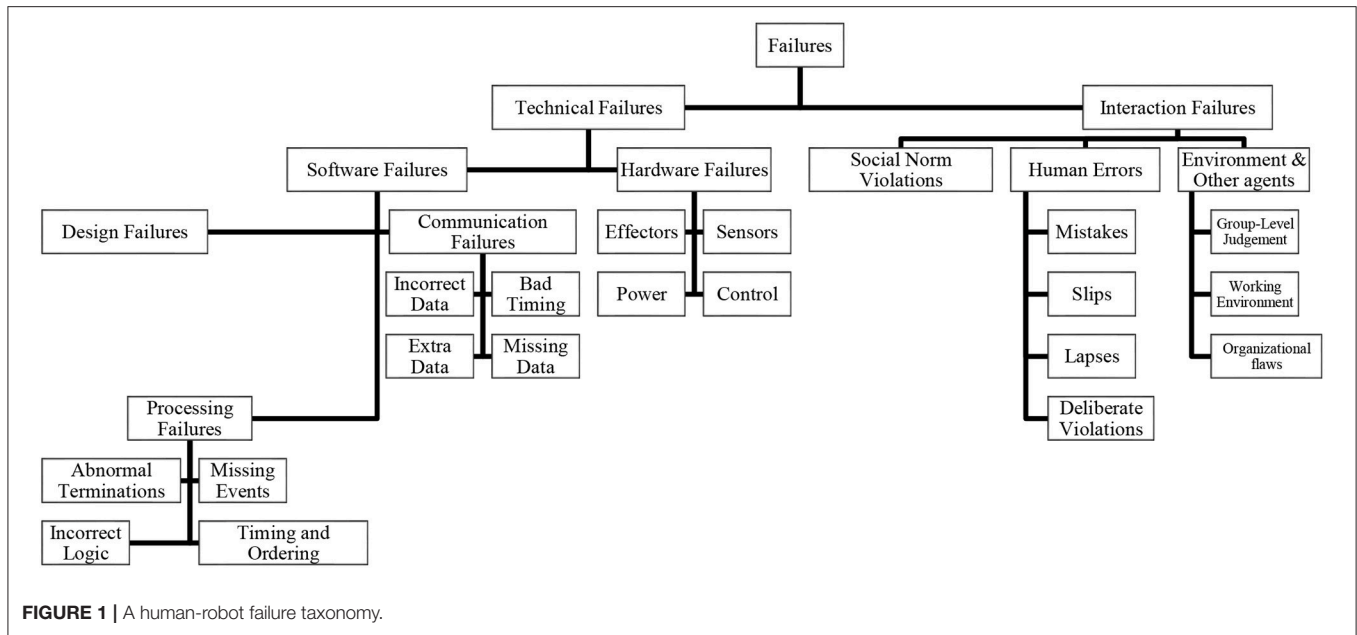 Failures
Technical Failures
Interaction Failures
Software Failures
Hardware Failures
Social Norm
Violations
Human Errors
Environment &
Other agents
Design Failures
Communication
Failures
Effectors
Sensors
Mistakes
Group-Level
Judgement
Incorrect
Data
Bad
Timing
Power
Control
Slips
Working
Environment
Extra
Data
Missing
Data
Lapses
Organizational
flaws
Processing
Failures
Deliberate
Violations
Abnormal
Terminations
Missing
Events
Incorrect
Logic
Timing and
Ordering
FIGURE 1 | A human-robot failure taxonomy.